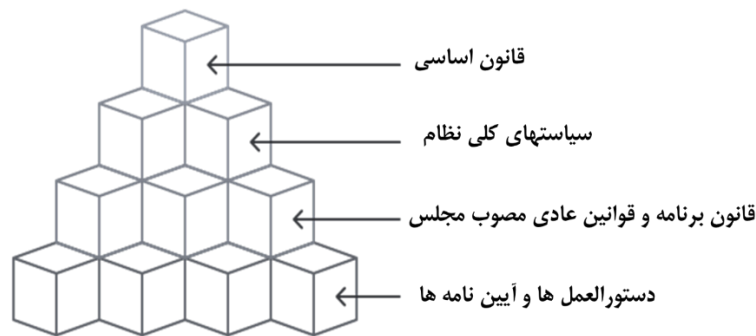 قانون اساسی
سیاستهای کلی نظام
قانون برنامه و قوانین عادی مصوب مجلس
دستورالعمل ها و آیین نامه ها